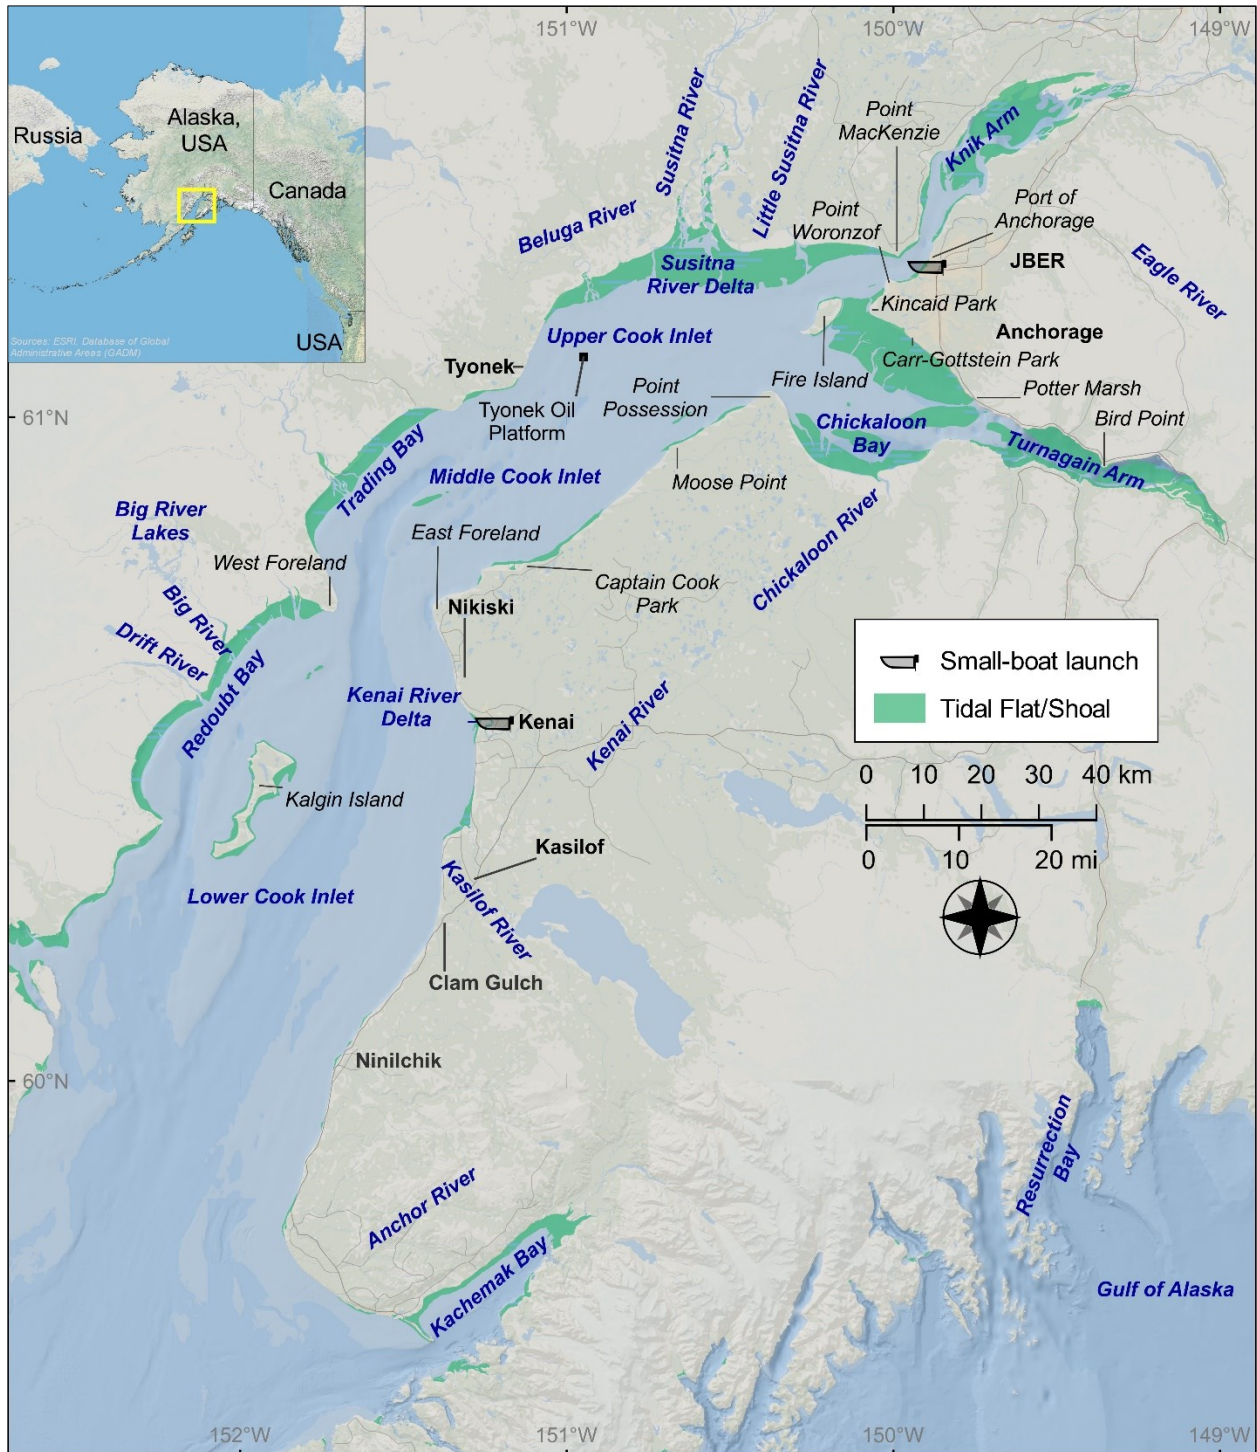 151°W
150°W
149°W
Russia
Alaska,
USA
Canada
USA
Sources: ESRI, Database of Global
Administrative Areas (GADM)
Susitna River
Little Susitna River
Beluga River
Point
MacKenzie
Knik Arm
Point
Woronzof
Port of
Anchorage
JBER
Eagle River
Susitna
River Delta
Kincaid Park
Upper Cook Inlet
Anchorage
Carr-Gottstein Park
Tyonek
Fire Island
Potter Marsh
Point
Possession
Tyonek Oil
Platform
61°N
Chickaloon
Bay
Bird Point
Turnagain Arm
Trading Bay
Middle Cook Inlet
Moose Point
Big River
Lakes
East Foreland
West Foreland
Chickaloon River
Captain Cook
Park
Nikiski
Big River
Drift River
Redoubt Bay
Small-boat launch
Tidal Flat/Shoal
Kenai River
Delta
Kenai
Kenai River
0 10 20 30 40 km
0 10 20 mi
Kalgin Island
Kasilof
Lower Cook Inlet
Kasilof River
Clam Gulch
Ninilchik
60°N
Resurrection
Bay
Anchor River
Kachemak Bay
Gulf of Alaska
152°W
151°W
150°W
149°W